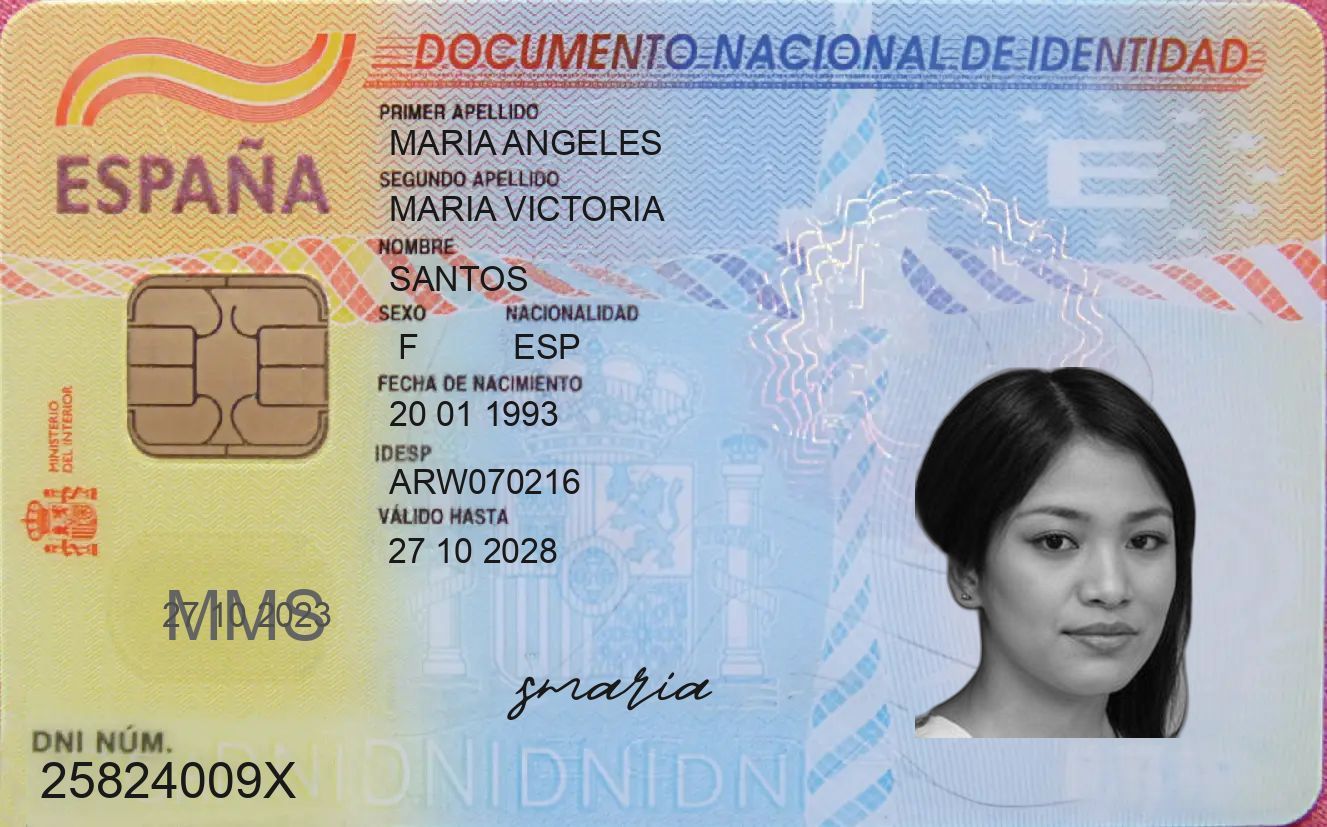 DOCUMENTO NACIONAL DE IDENTIDAD
ESPAÑA
PRIMER APELLIDO
MARIA ANGELES
SEGUNDO APELLIDO
MARIA VICTORIA
NOMBRE
SANTOS
SEXO NACIONALIDAD
F ESP
FECHA DE NACIMIENTO
20 01 1993
IDESP
ARW070216
VÁLIDO HASTA
27 10 2028
MINISTERIO
DEL INTERIOR
E
27 10 2023
MMS
smaria
DNI NÚM.
25824009X
DNIDNIDNIDNI